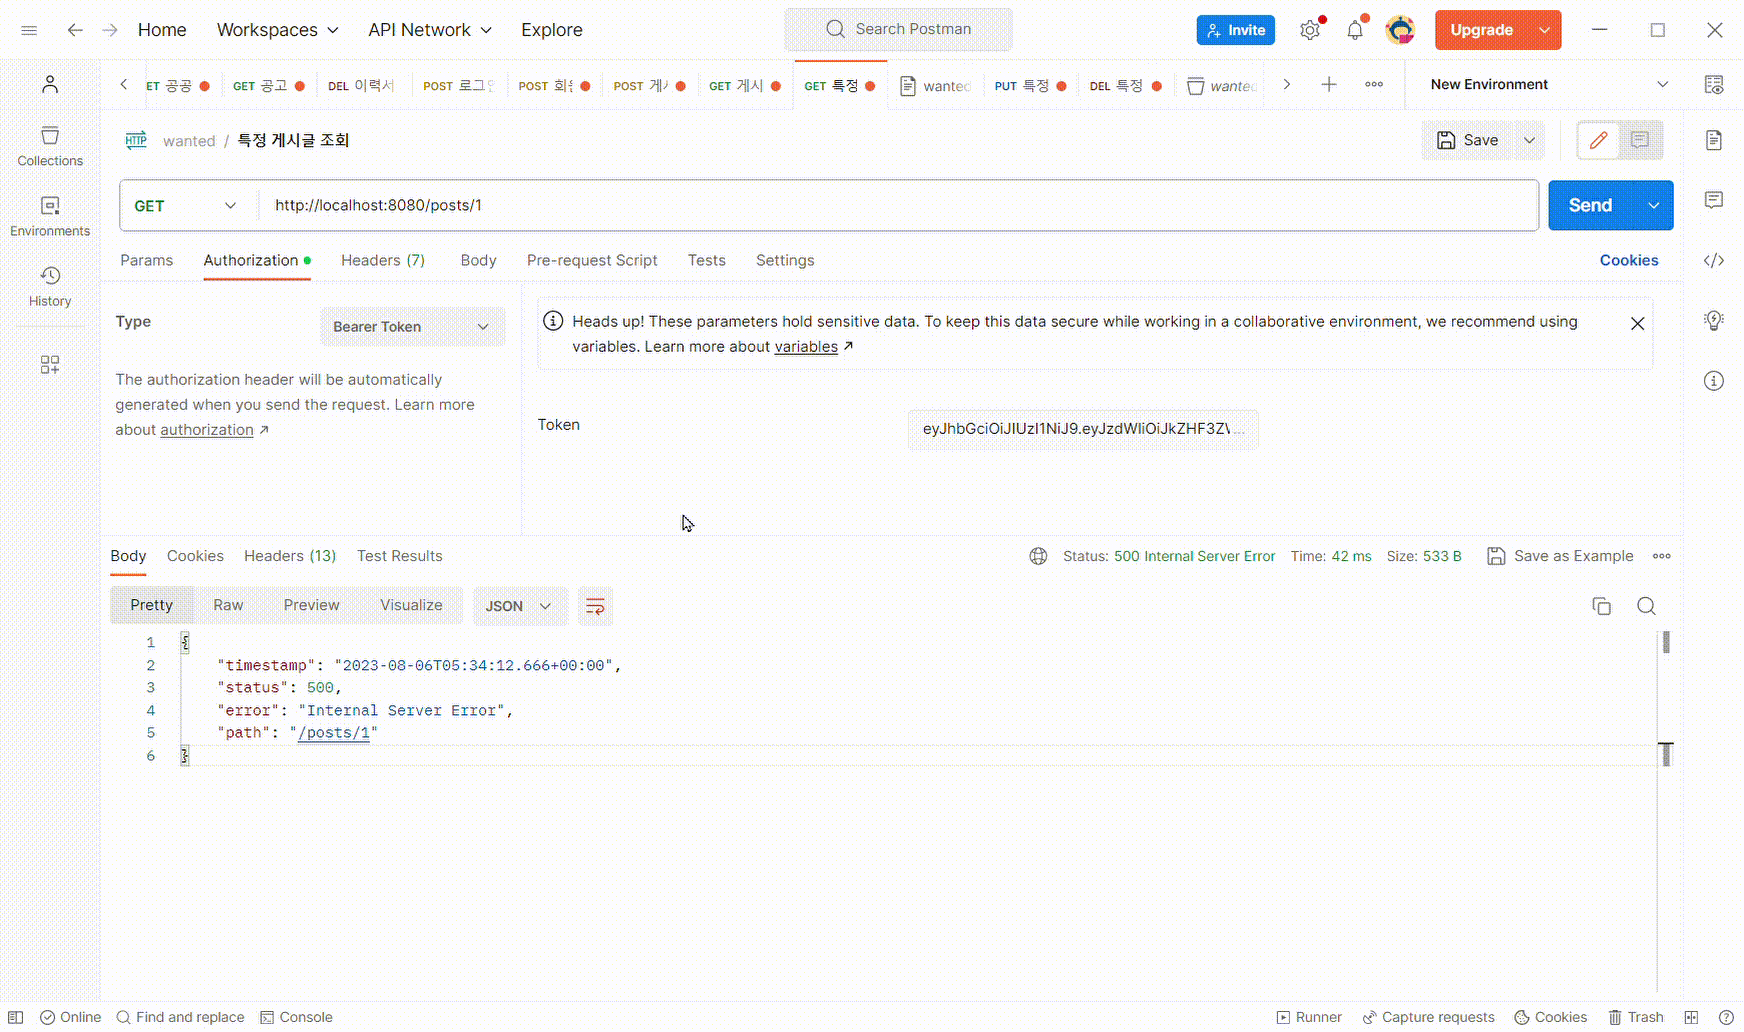 Home Workspaces API Network Explore Search Postman Invite Upgrade
ET 공공 GET 공고 DEL 이력서 POST 로그인 POST 회원 POST 게시 GET 게시 GET 특정 wanted PUT 특정 DEL 특정 wanted New Environment
HTTP wanted / 특정 게시글 조회 Save
Collections
GET http://localhost:8080/posts/1 Send
Environments
Params Authorization Headers (7) Body Pre-request Script Tests Settings Cookies
History
Type Bearer Token
Heads up! These parameters hold sensitive data. To keep this data secure while working in a collaborative environment, we recommend using
variables. Learn more about variables ↗
The authorization header will be automatically
generated when you send the request. Learn more
about authorization ↗
Token eyJhbGciOiJIUzI1NiJ9.eyJzdWIiOiJkZHF3Z\...
Body Cookies Headers (13) Test Results Status: 500 Internal Server Error Time: 42 ms Size: 533 B Save as Example
Pretty Raw Preview Visualize JSON
1 {
2 "timestamp": "2023-08-06T05:34:12.666+00:00",
3 "status": 500,
4 "error": "Internal Server Error",
5 "path": "/posts/1"
6 }
Online Find and replace Console Runner Capture requests Cookies Trash